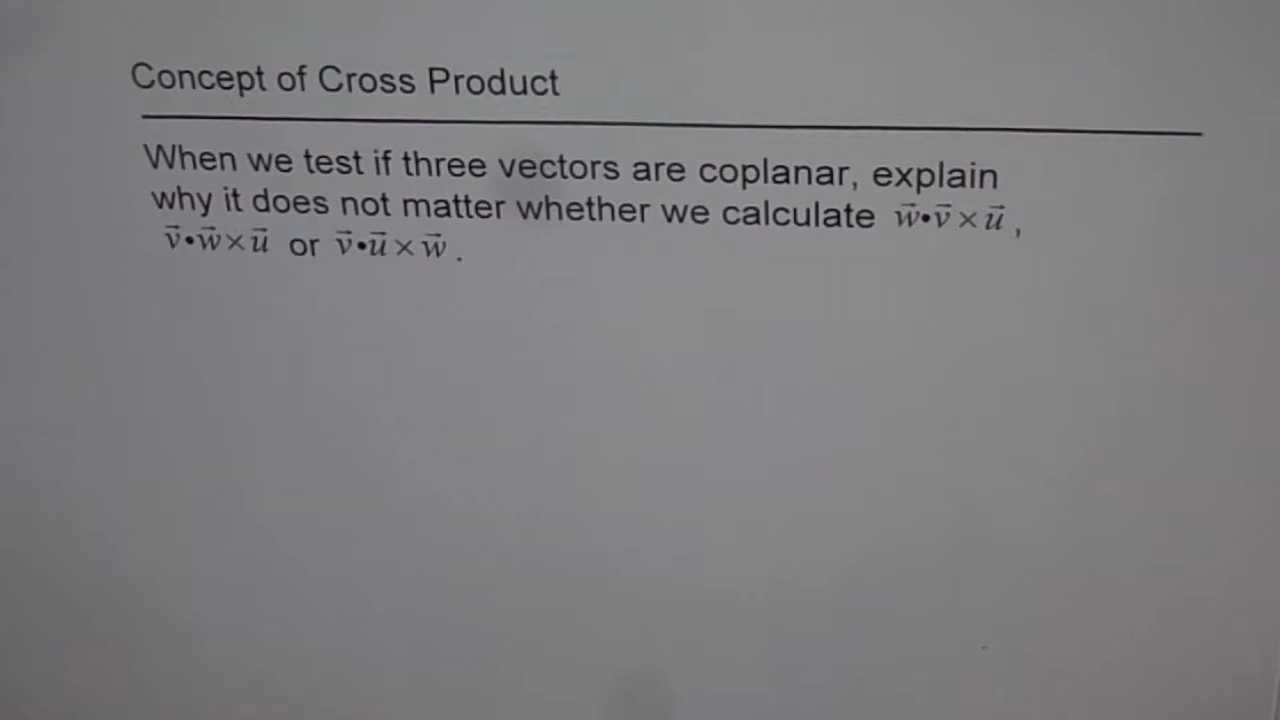 Concept of Cross Product
When we test if three vectors are coplanar, explain
why it does not matter whether we calculate w⃗•v⃗×u⃗ ,
v⃗•w⃗×u⃗ or v⃗•u⃗×w⃗ .